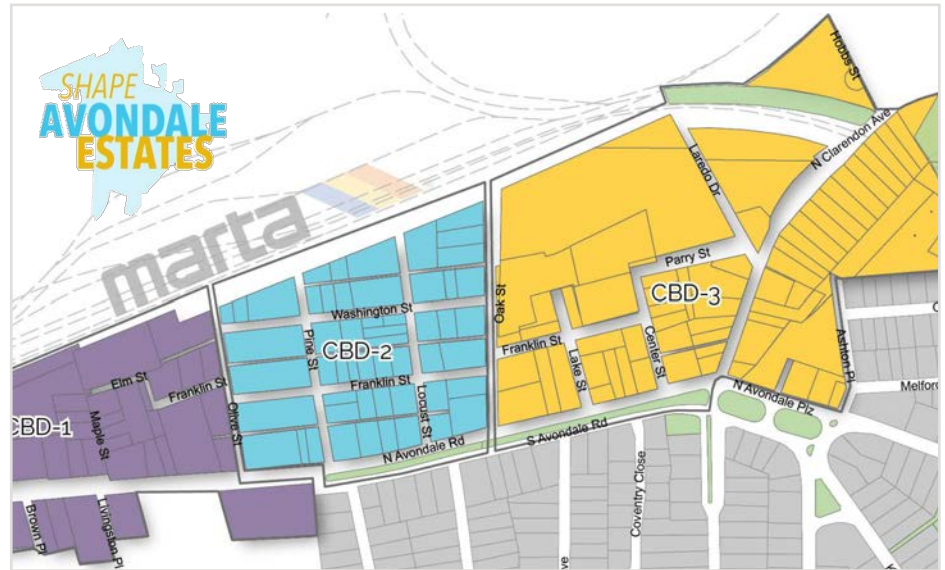 SHAPE
AVONDALE
ESTATES
marta
Hobbs St
N Clarendon Ave
Laredo Dr
Parry St
CBD-3
Oak St
Washington St
Pine St
CBD-2
Franklin St
Lake St
Center St
Ashton Pl
Elm St
Franklin St
Franklin St
Locust St
Olive St
N Avondale Plz
Melford
CBD-1
Maple St
N Avondale Rd
S Avondale Rd
Coventry Close
Brown Pl
Livingston Pl